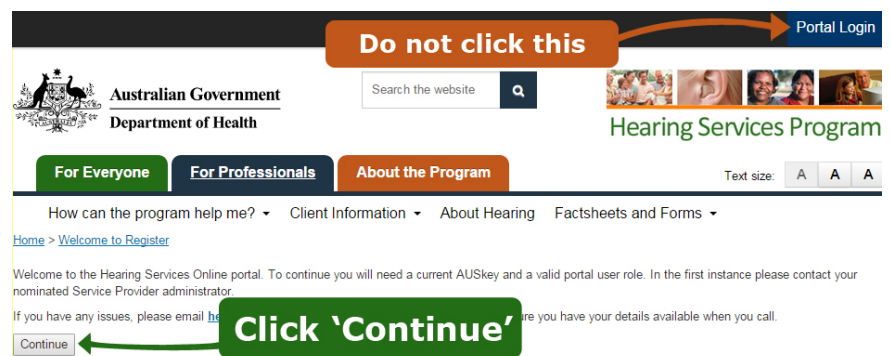 Portal Login
Do not click this
Australian Government
Department of Health
Search the website
Hearing Services Program
For Everyone For Professionals About the Program
Text size: A A A
How can the program help me? Client Information About Hearing Factsheets and Forms
Home > Welcome to Register
Welcome to the Hearing Services Online portal. To continue you will need a current AUSkey and a valid portal user role. In the first instance please contact your
nominated Service Provider administrator.
If you have any issues, please email you have your details available when you call.
Click ‘Continue’
Continue